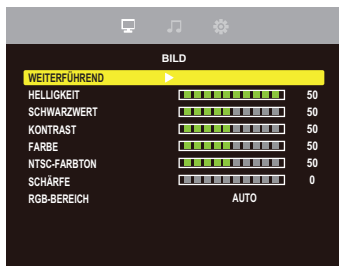 BILD
WEITERFÜHREND
HELLIGKEIT 50
SCHWARZWERT 50
KONTRAST 50
FARBE 50
NTSC-FARBTON 50
SCHÄRFE 0
RGB-BEREICH AUTO